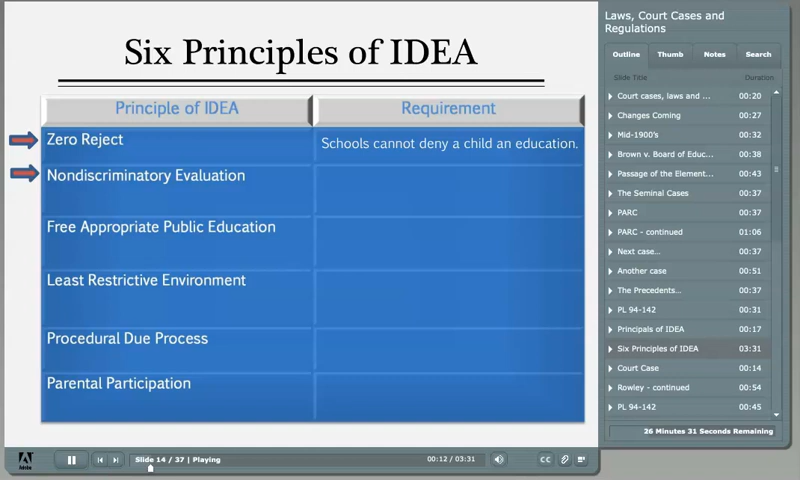 Six Principles of IDEA
Principle of IDEA
Requirement
Zero Reject
Schools cannot deny a child an education.
Nondiscriminatory Evaluation
Free Appropriate Public Education
Least Restrictive Environment
Procedural Due Process
Parental Participation
Adobe
Slide 14 / 37 | Playing
00:12 / 03:31
CC
Laws, Court Cases and
Regulations
Outline Thumb Notes Search
Slide Title Duration
Court cases, laws and ... 00:20
Changes Coming 00:27
Mid-1900's 00:32
Brown v. Board of Educ... 00:38
Passage of the Element... 00:43
The Seminal Cases 00:37
PARC 00:37
PARC - continued 01:06
Next case... 00:37
Another case 00:51
The Precedents... 00:37
PL 94-142 00:31
Principals of IDEA 00:17
Six Principles of IDEA 03:31
Court Case 00:14
Rowley - continued 00:54
PL 94-142 00:45
26 Minutes 31 Seconds Remaining